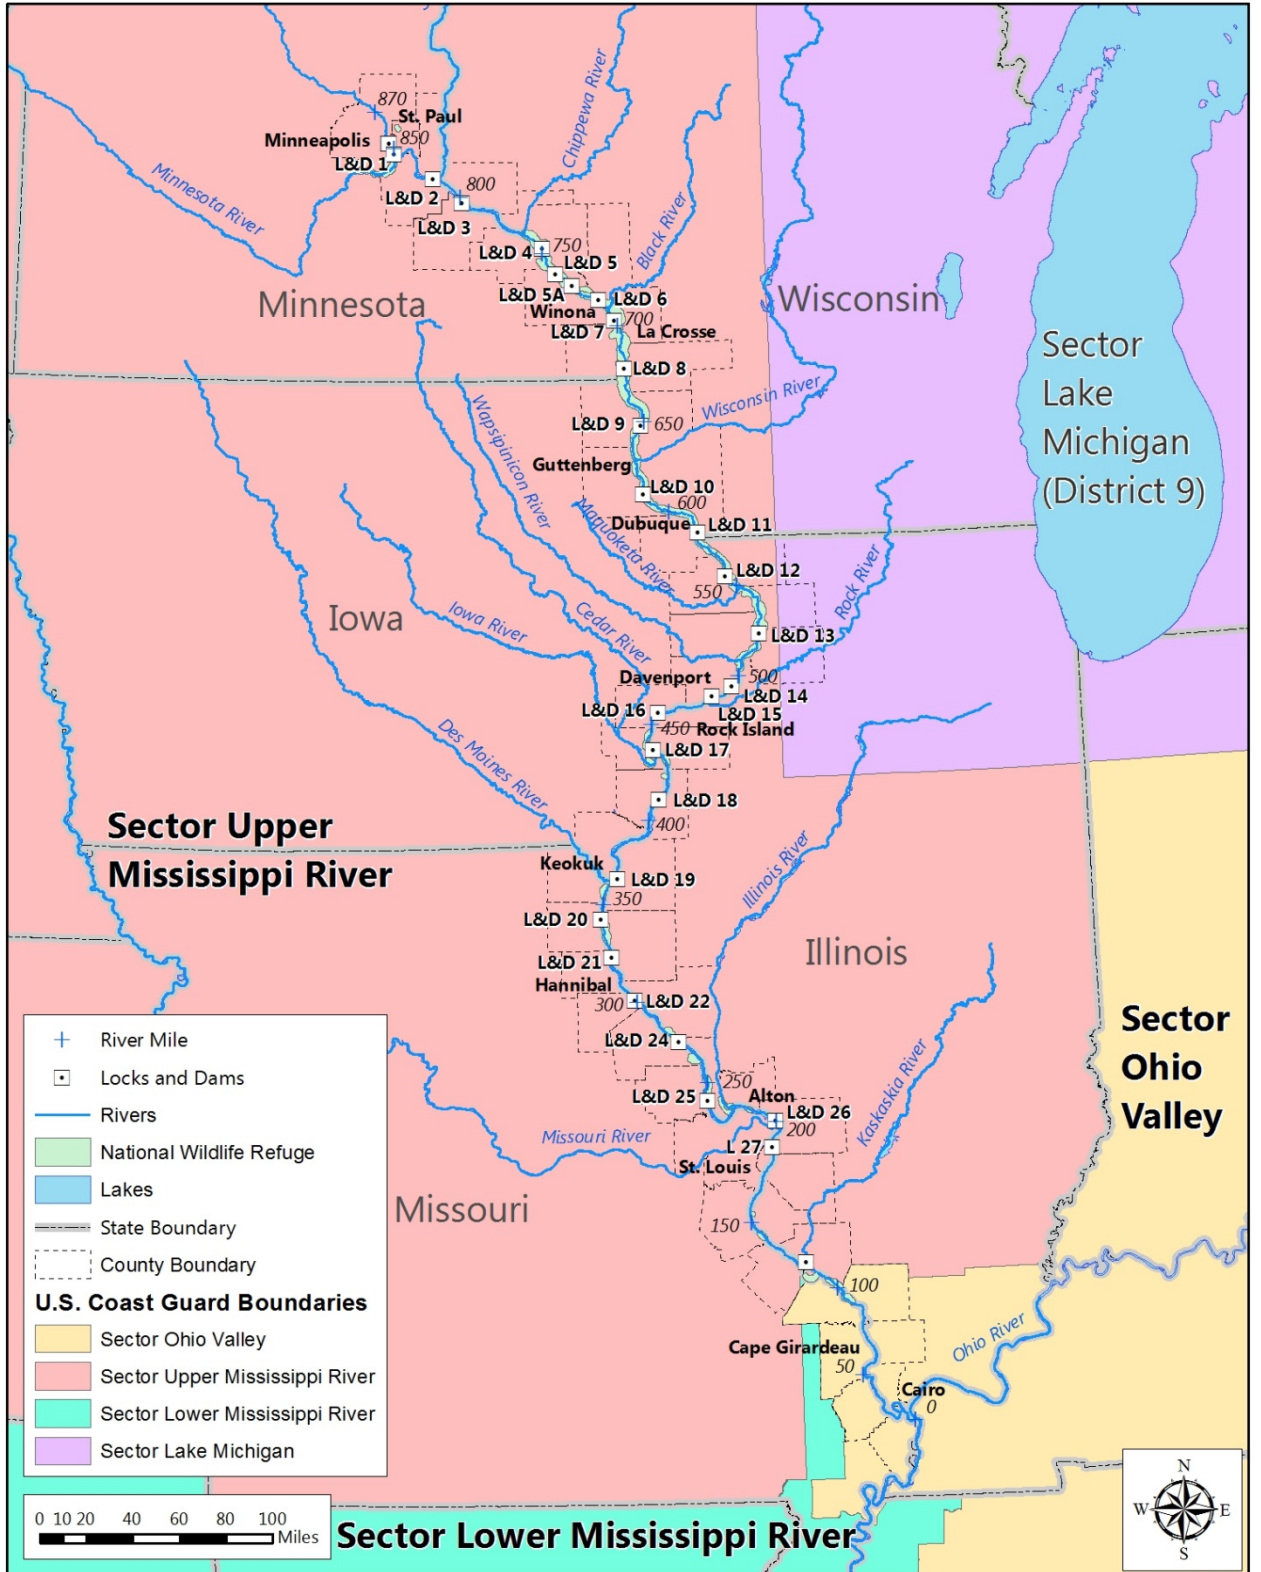 870
St. Paul
Minneapolis
850
L&D 1
Chippewa River
Minnesota River
L&D 2
800
L&D 3
Black River
750
L&D 4
L&D 5
L&D 5A
L&D 6
Winona
700
L&D 7
La Crosse
Minnesota
Wisconsin
Sector
Lake
Michigan
(District 9)
L&D 8
Wisconsin River
L&D 9
650
Wapsipinicon River
Guttenberg
L&D 10
600
Maquoketa River
Dubuque
L&D 11
L&D 12
550
Rock River
Iowa
Iowa River
Cedar River
L&D 13
Davenport
500
L&D 14
L&D 16
L&D 15
450
Rock Island
L&D 17
Des Moines River
L&D 18
400
Sector Upper
Mississippi River
Keokuk
L&D 19
350
Illinois River
L&D 20
Illinois
L&D 21
Hannibal
300
L&D 22
L&D 24
Sector
Ohio
Valley
Kaskaskia River
250
L&D 25
Alton
L&D 26
200
Missouri River
L 27
St. Louis
Missouri
150
100
Cape Girardeau
50
Ohio River
Cairo
0
River Mile
Locks and Dams
Rivers
National Wildlife Refuge
Lakes
State Boundary
County Boundary
U.S. Coast Guard Boundaries
Sector Ohio Valley
Sector Upper Mississippi River
Sector Lower Mississippi River
Sector Lake Michigan
0 10 20 40 60 80 100
Miles
Sector Lower Mississippi River
N
W E
S